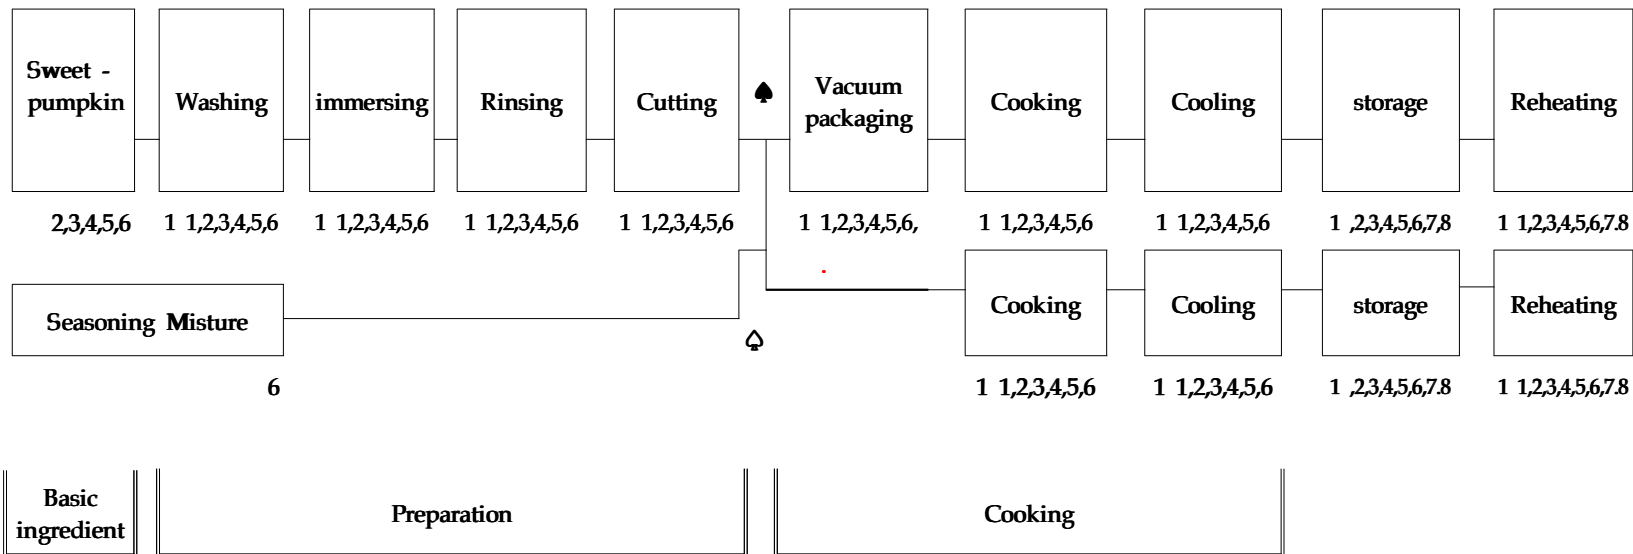 Sweet -
pumpkin
Washing
immersing
Rinsing
Cutting
♠
Vacuum
packaging
Cooking
Cooling
storage
Reheating
2,3,4,5,6
1 1,2,3,4,5,6
1 1,2,3,4,5,6
1 1,2,3,4,5,6
1 1,2,3,4,5,6
1 1,2,3,4,5,6,
1 1,2,3,4,5,6
1 1,2,3,4,5,6
1 ,2,3,4,5,6,7,8
1 1,2,3,4,5,6,7.8
Seasoning Misture
♤
Cooking
Cooling
storage
Reheating
6
1 1,2,3,4,5,6
1 1,2,3,4,5,6
1 ,2,3,4,5,6,7.8
1 1,2,3,4,5,6,7.8
Basic
ingredient
Preparation
Cooking